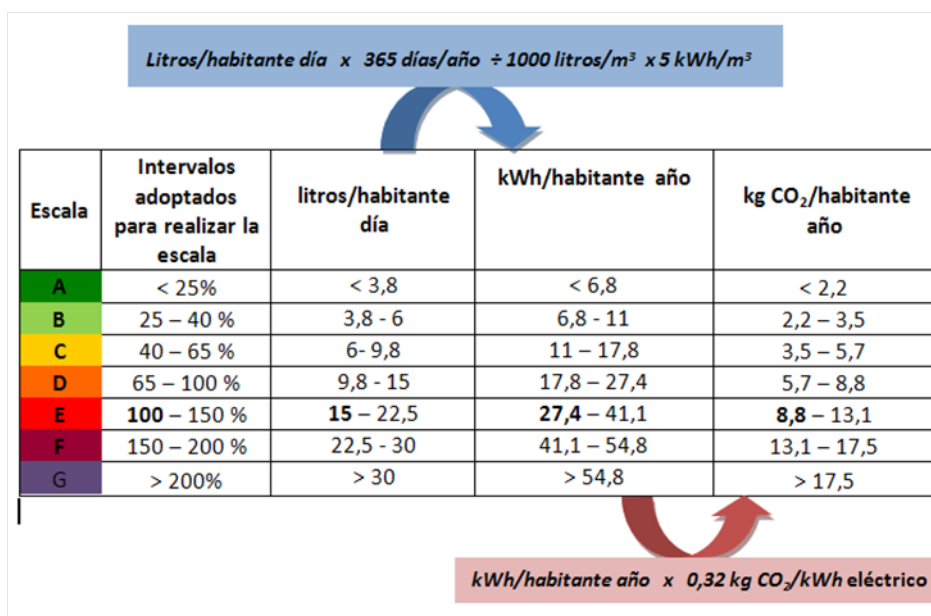 Litros/habitante día x 365 días/año ÷ 1000 litros/m³ x 5 kWh/m³
Escala
Intervalos
adoptados
para realizar la
escala
litros/habitante
día
kWh/habitante año
kg CO₂/habitante
año
A < 25% < 3,8 < 6,8 < 2,2
B 25 – 40 % 3,8 - 6 6,8 - 11 2,2 – 3,5
C 40 – 65 % 6- 9,8 11 – 17,8 3,5 – 5,7
D 65 – 100 % 9,8 - 15 17,8 – 27,4 5,7 – 8,8
E 100 – 150 % 15 – 22,5 27,4 – 41,1 8,8 – 13,1
F 150 – 200 % 22,5 - 30 41,1 – 54,8 13,1 – 17,5
G > 200% > 30 > 54,8 > 17,5
kWh/habitante año x 0,32 kg CO₂/kWh eléctrico